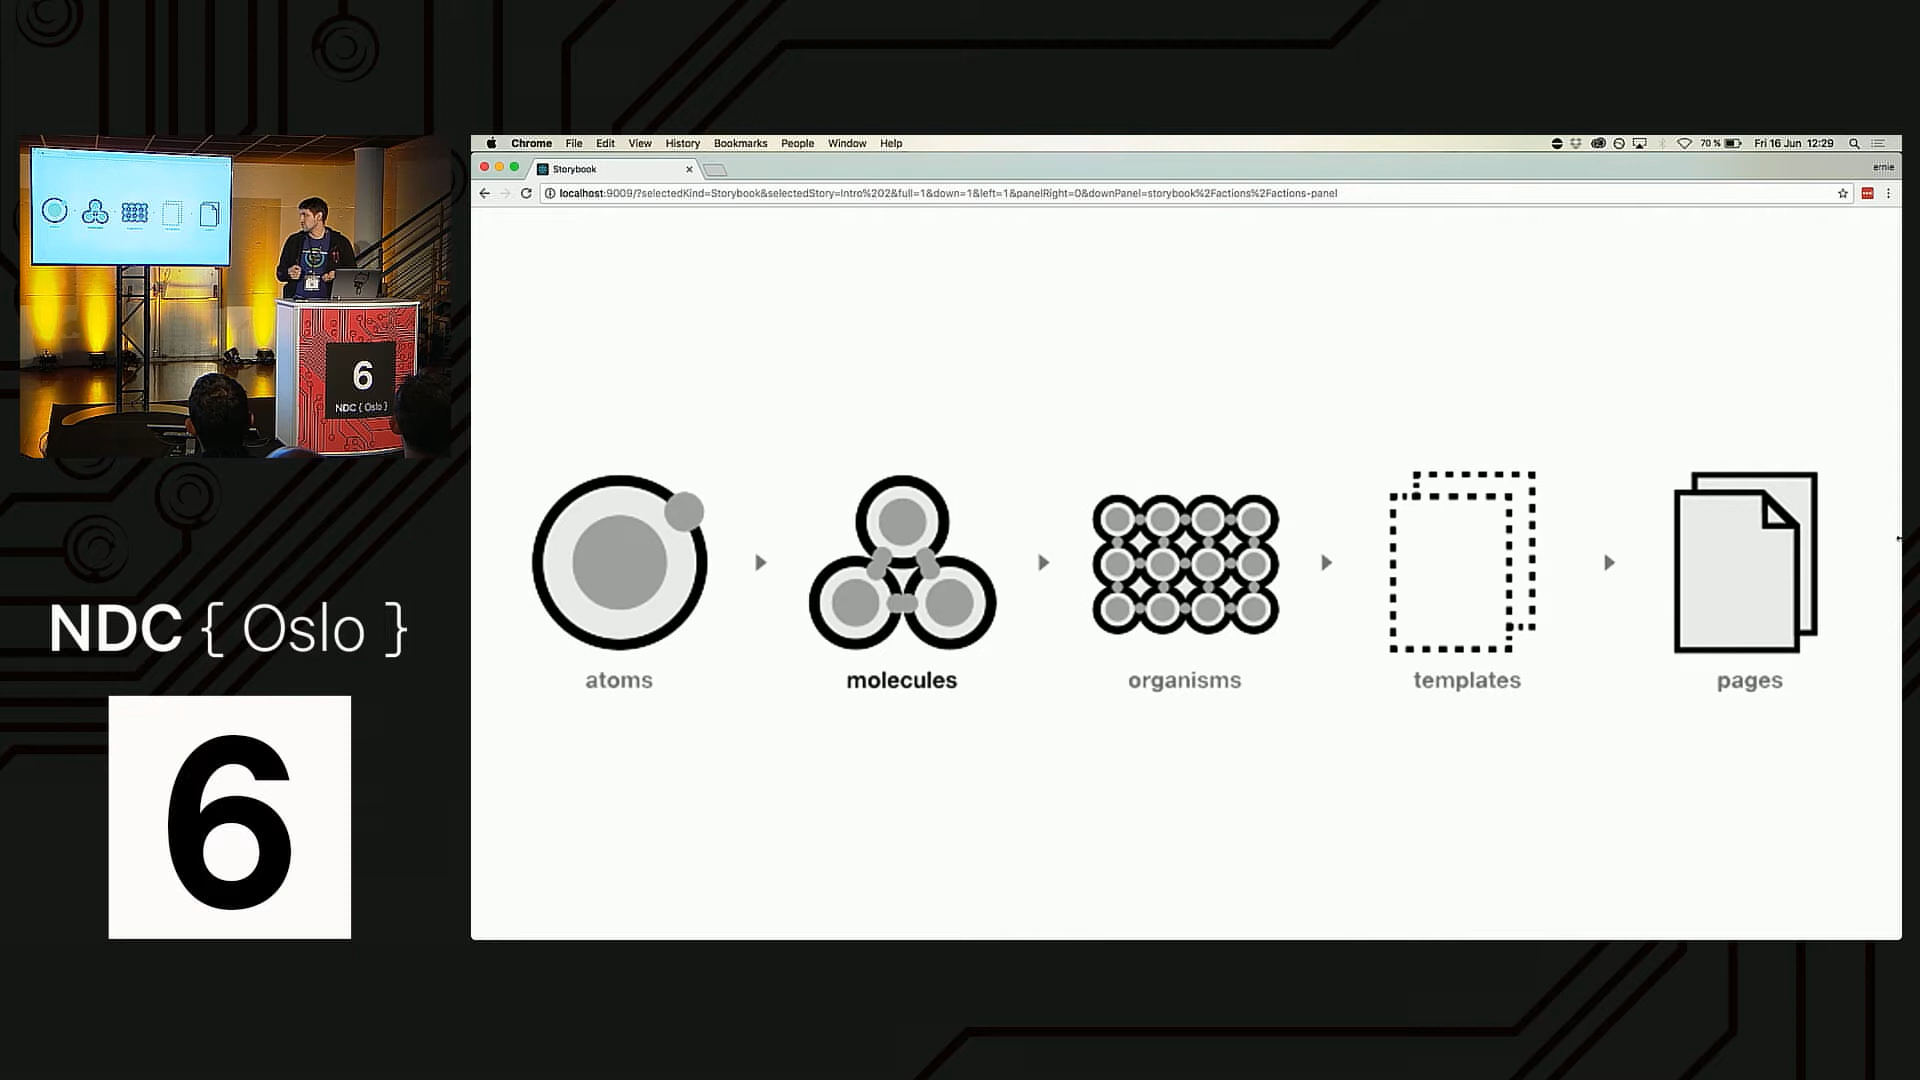 Chrome File Edit View History Bookmarks People Window Help 70 % Fri 16 Jun 12:29
Storybook
ernie
localhost:9009/?selectedKind=Storybook&selectedStory=Intro%202&full=1&down=1&left=1&panelRight=0&downPanel=storybook%2Factions%2Factions-panel
6
NDC { Oslo }
NDC { Oslo }
6
atoms
molecules
organisms
templates
pages